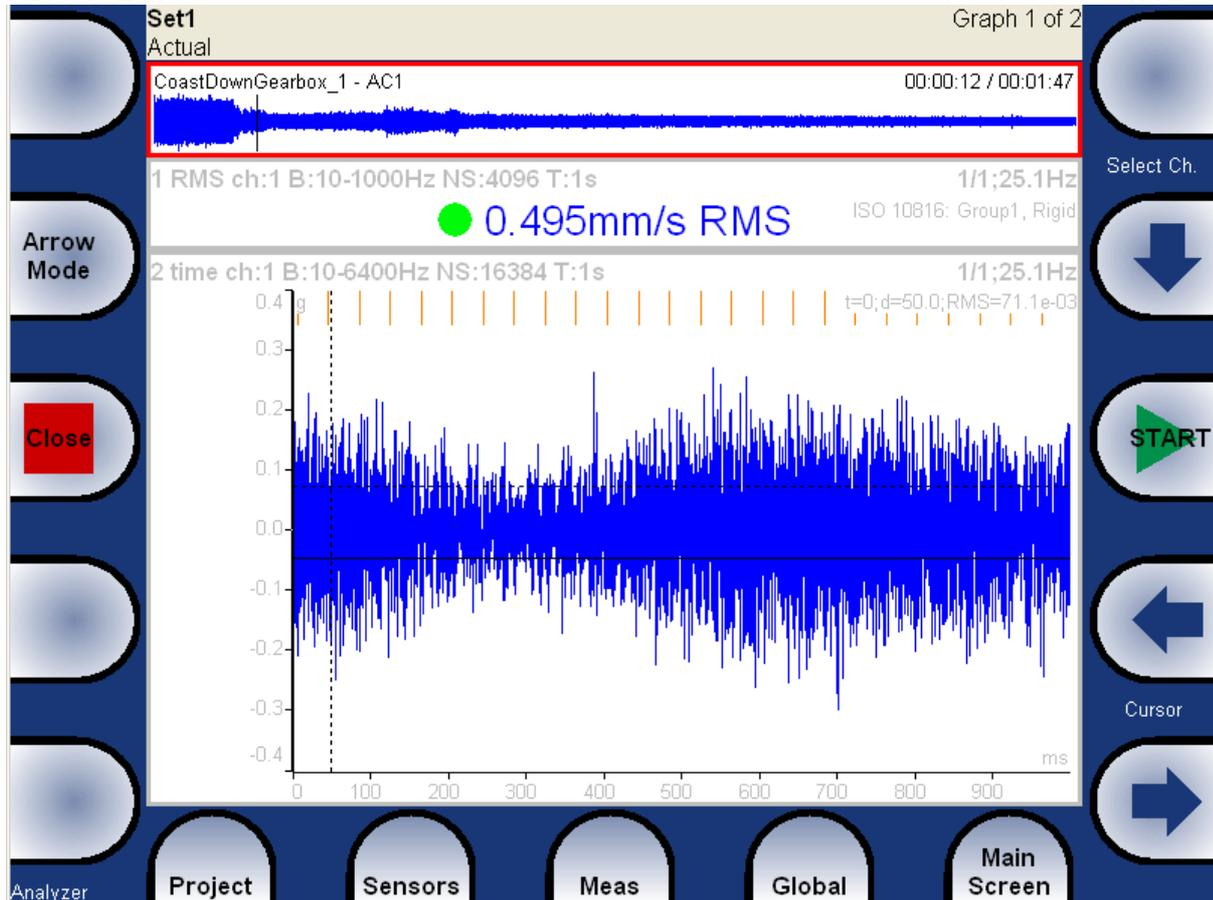 Set1
Graph 1 of 2
Actual
CoastDownGearbox_1 - AC1
00:00:12 / 00:01:47
1 RMS ch:1 B:10-1000Hz NS:4096 T:1s
1/1;25.1Hz
0.495mm/s RMS
ISO 10816: Group1, Rigid
2 time ch:1 B:10-6400Hz NS:16384 T:1s
1/1;25.1Hz
g
t=0;d=50.0;RMS=71.1e-03
0.4
0.3
0.2
0.1
0.0
-0.1
-0.2
-0.3
-0.4
ms
0 100 200 300 400 500 600 700 800 900
Arrow
Mode
Close
Analyzer
Select Ch.
START
Cursor
Project
Sensors
Meas
Global
Main
Screen